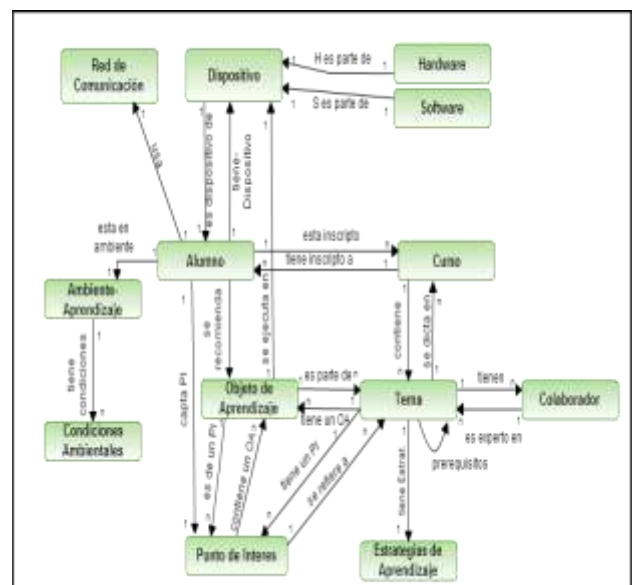 Red de
Comunicación
Dispositivo
H es parte de
Hardware
S es parte de
Software
usa
es dispositivo de
tiene-
Dispositivo
esta en
ambiente
Alumno
esta inscripto
tiene inscripto a
Curso
Ambiente-
Aprendizaje
se
recomienda
se ejecuta en
contiene
se dicta en
tiene
condiciones
capta PI
Objeto de
Aprendizaje
es parte de
tiene un OA
Tema
tienen
Colaborador
es experto en
prerequisitos
Condiciones
Ambientales
es de un PI
contiene un OA
tiene un PI
se refiere a
tiene Estrat.
Punto de Interes
Estrategias de
Aprendizaje